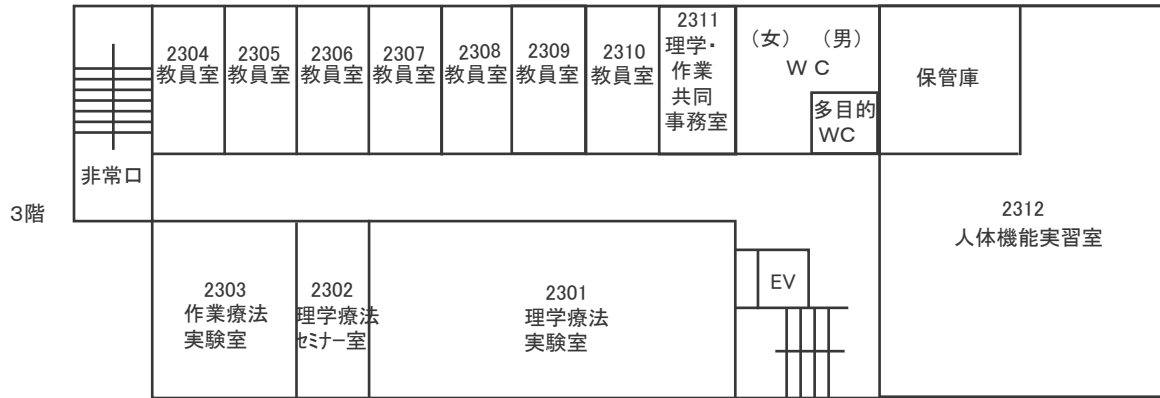 2304
教員室
2305
教員室
2306
教員室
2307
教員室
2308
教員室
2309
教員室
2310
教員室
2311
理学・
作業
共同
事務室
（女）　（男）
ＷＣ
多目的
WC
保管庫
非常口
3階
2312
人体機能実習室
2303
作業療法
実験室
2302
理学療法
ｾﾐﾅｰ室
2301
理学療法
実験室
EV